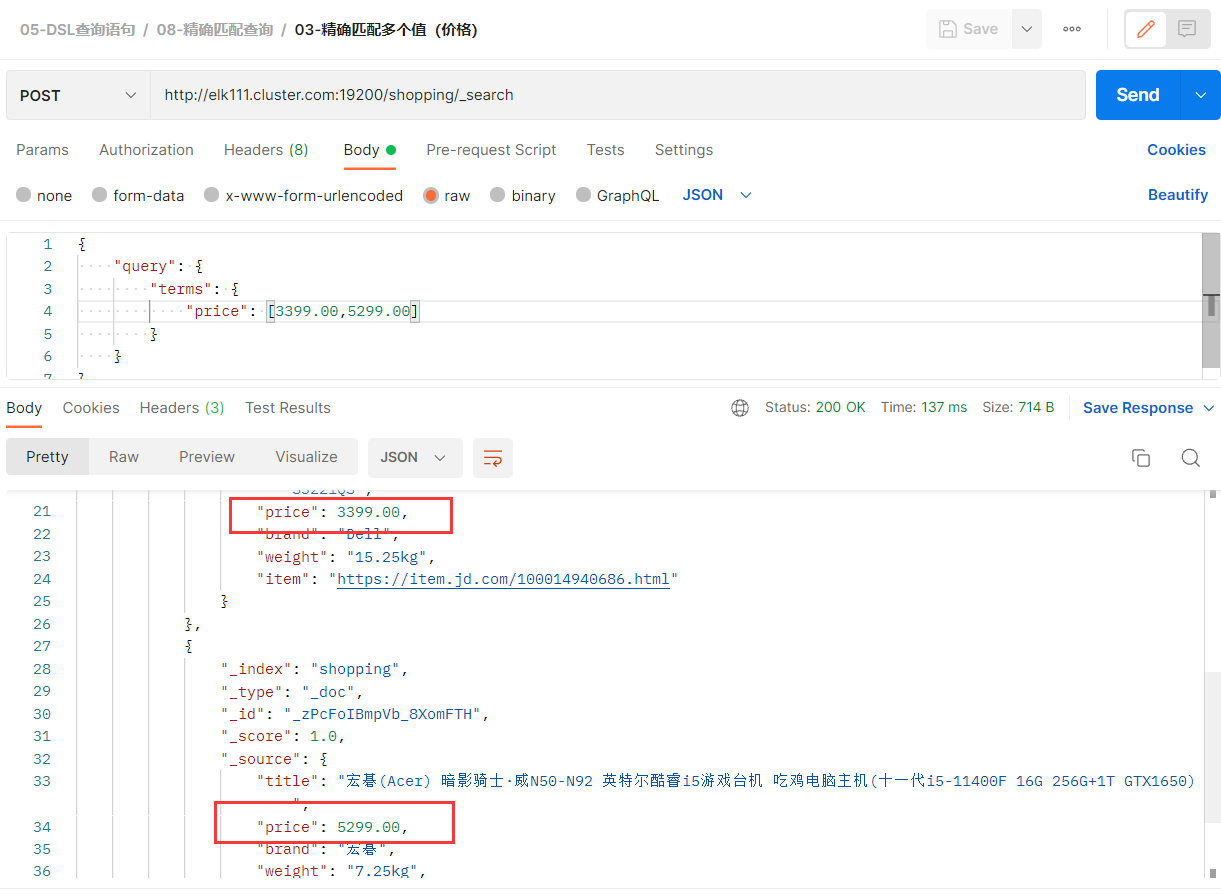 05-DSL查询语句 / 08-精确匹配查询 / 03-精确匹配多个值（价格) Save
POST http://elk111.cluster.com:19200/shopping/_search Send
Params Authorization Headers (8) Body Pre-request Script Tests Settings Cookies
none form-data x-www-form-urlencoded raw binary GraphQL JSON Beautify
1 {
2 "query": {
3 "terms": {
4 "price": [3399.00,5299.00]
5 }
6 }
7 }
Body Cookies Headers (3) Test Results Status: 200 OK Time: 137 ms Size: 714 B Save Response
Pretty Raw Preview Visualize JSON
21 "price": 3399.00,
22 "brand": "Dell",
23 "weight": "15.25kg",
24 "item": "https://item.jd.com/100014940686.html"
25 }
26 },
27 {
28 "_index": "shopping",
29 "_type": "_doc",
30 "_id": "_zPcFoIBmpVb_8XomFTH",
31 "_score": 1.0,
32 "_source": {
33 "title": "宏碁(Acer) 暗影骑士·威N50-N92 英特尔酷睿i5游戏台机 吃鸡电脑主机(十一代i5-11400F 16G 256G+1T GTX1650)
",
34 "price": 5299.00,
35 "brand": "宏碁",
36 "weight": "7.25kg",